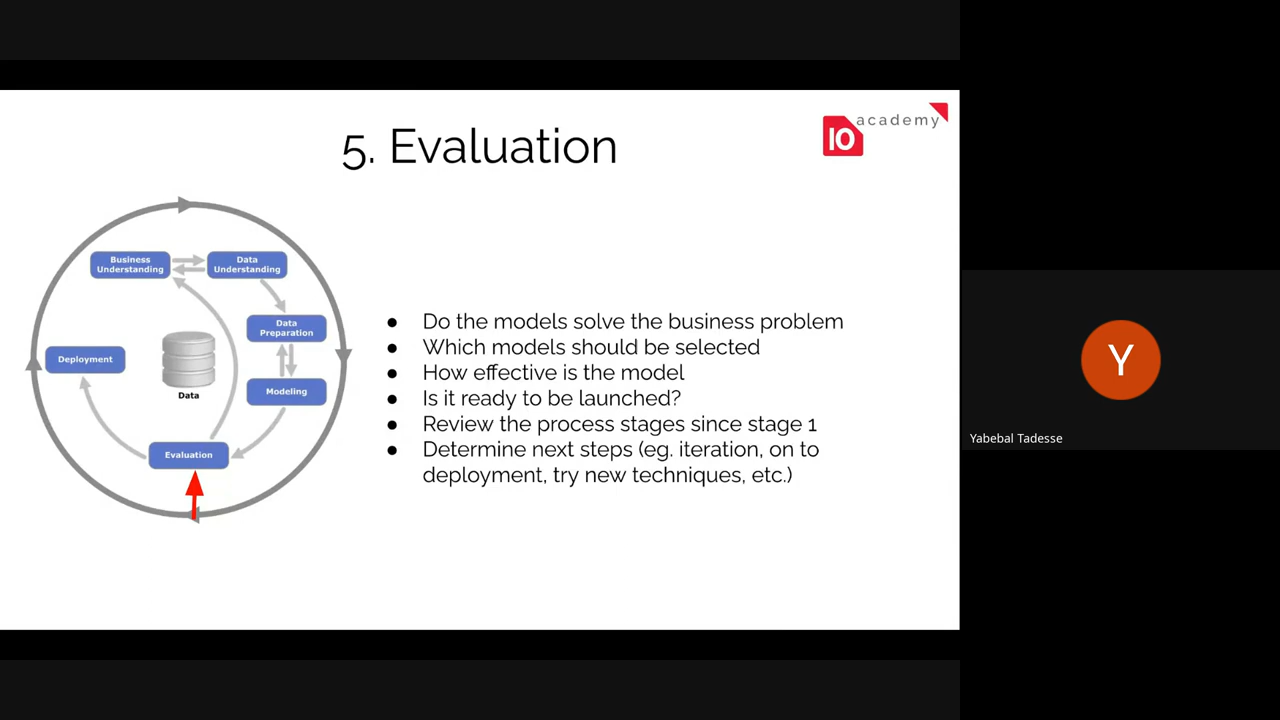 5. Evaluation
10 academy
Business
Understanding
Data
Understanding
Data
Preparation
Modeling
Evaluation
Deployment
Data
● Do the models solve the business problem
● Which models should be selected
● How effective is the model
● Is it ready to be launched?
● Review the process stages since stage 1
● Determine next steps (eg. iteration, on to
deployment, try new techniques, etc.)
Y
Yabebal Tadesse